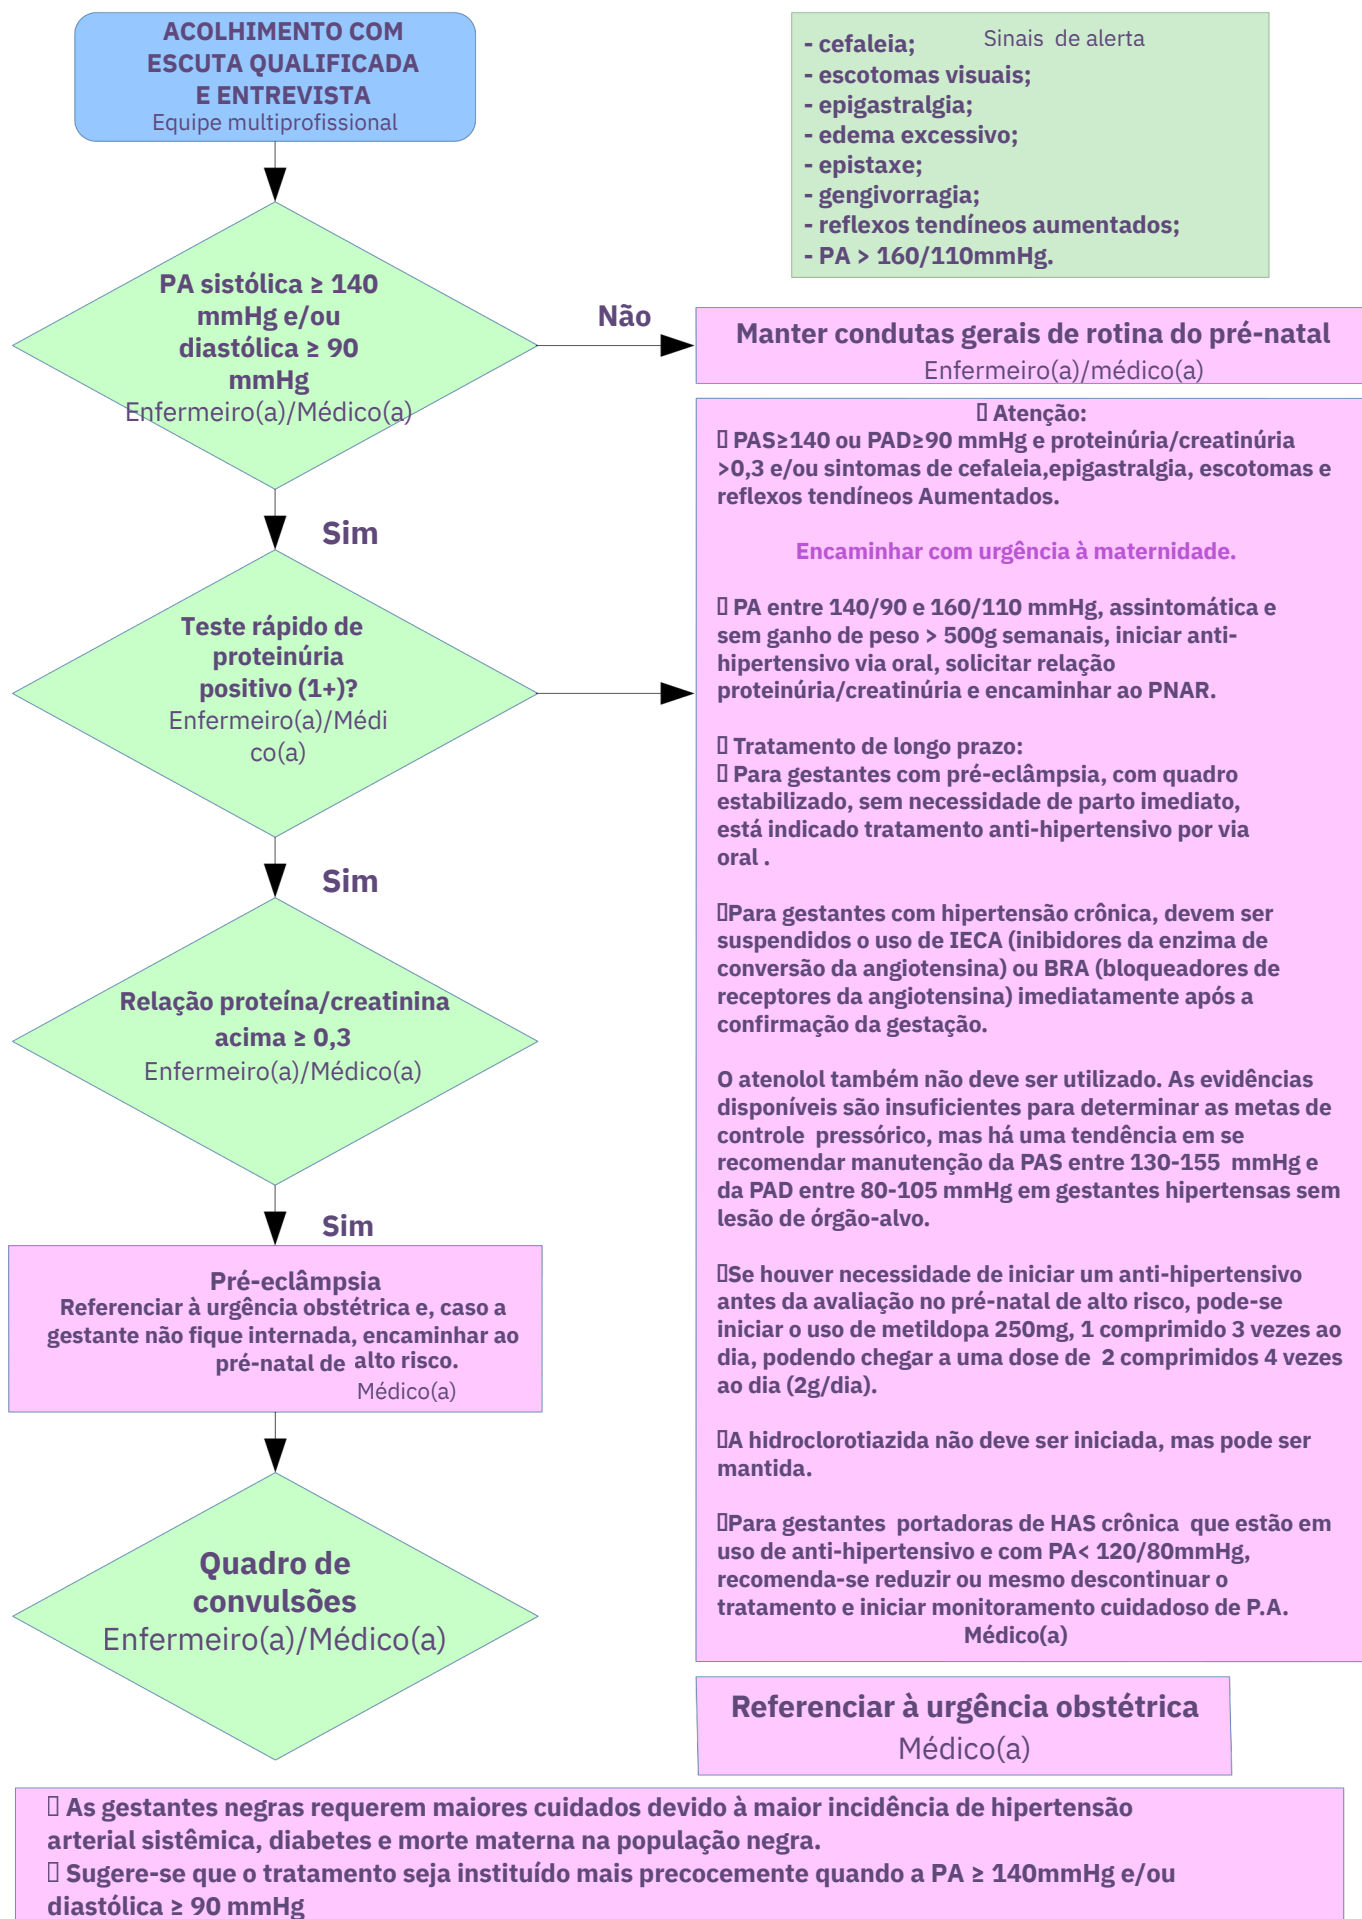 ACOLHIMENTO COM
ESCUTA QUALIFICADA
E ENTREVISTA
Equipe multiprofissional
Sinais de alerta
- cefaleia;
- escotomas visuais;
- epigastralgia;
- edema excessivo;
- epistaxe;
- gengivorragia;
- reflexos tendíneos aumentados;
- PA > 160/110mmHg.
PA sistólica ≥ 140
mmHg e/ou
diastólica ≥ 90
mmHg
Enfermeiro(a)/Médico(a)
Não
Manter condutas gerais de rotina do pré-natal
Enfermeiro(a)/médico(a)
Sim
Teste rápido de
proteinúria
positivo (1+)?
Enfermeiro(a)/Médi
co(a)
Sim
Relação proteína/creatinina
acima ≥ 0,3
Enfermeiro(a)/Médico(a)
Sim
Pré-eclâmpsia
Referenciar à urgência obstétrica e, caso a
gestante não fique internada, encaminhar ao
pré-natal de alto risco.
Médico(a)
Quadro de
convulsões
Enfermeiro(a)/Médico(a)
▯ Atenção:
▯ PAS≥140 ou PAD≥90 mmHg e proteinúria/creatinúria
>0,3 e/ou sintomas de cefaleia,epigastralgia, escotomas e
reflexos tendíneos Aumentados.
Encaminhar com urgência à maternidade.
▯ PA entre 140/90 e 160/110 mmHg, assintomática e
sem ganho de peso > 500g semanais, iniciar anti-
hipertensivo via oral, solicitar relação
proteinúria/creatinúria e encaminhar ao PNAR.
▯ Tratamento de longo prazo:
▯ Para gestantes com pré-eclâmpsia, com quadro
estabilizado, sem necessidade de parto imediato,
está indicado tratamento anti-hipertensivo por via
oral .
▯Para gestantes com hipertensão crônica, devem ser
suspendidos o uso de IECA (inibidores da enzima de
conversão da angiotensina) ou BRA (bloqueadores de
receptores da angiotensina) imediatamente após a
confirmação da gestação.
O atenolol também não deve ser utilizado. As evidências
disponíveis são insuficientes para determinar as metas de
controle pressórico, mas há uma tendência em se
recomendar manutenção da PAS entre 130-155 mmHg e
da PAD entre 80-105 mmHg em gestantes hipertensas sem
lesão de órgão-alvo.
▯Se houver necessidade de iniciar um anti-hipertensivo
antes da avaliação no pré-natal de alto risco, pode-se
iniciar o uso de metildopa 250mg, 1 comprimido 3 vezes ao
dia, podendo chegar a uma dose de 2 comprimidos 4 vezes
ao dia (2g/dia).
▯A hidroclorotiazida não deve ser iniciada, mas pode ser
mantida.
▯Para gestantes portadoras de HAS crônica que estão em
uso de anti-hipertensivo e com PA< 120/80mmHg,
recomenda-se reduzir ou mesmo descontinuar o
tratamento e iniciar monitoramento cuidadoso de P.A.
Médico(a)
Referenciar à urgência obstétrica
Médico(a)
▯ As gestantes negras requerem maiores cuidados devido à maior incidência de hipertensão
arterial sistêmica, diabetes e morte materna na população negra.
▯ Sugere-se que o tratamento seja instituído mais precocemente quando a PA ≥ 140mmHg e/ou
diastólica ≥ 90 mmHg